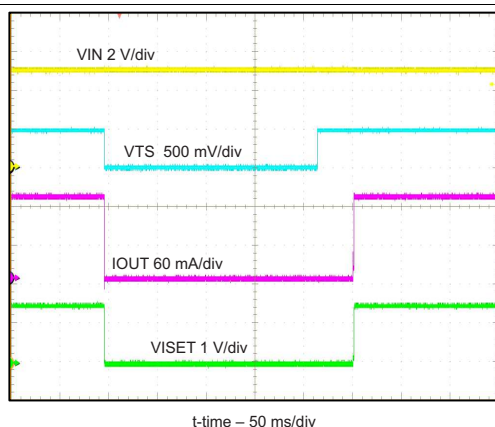 VIN 2 V/div
VTS 500 mV/div
IOUT 60 mA/div
VISET 1 V/div
t-time – 50 ms/div